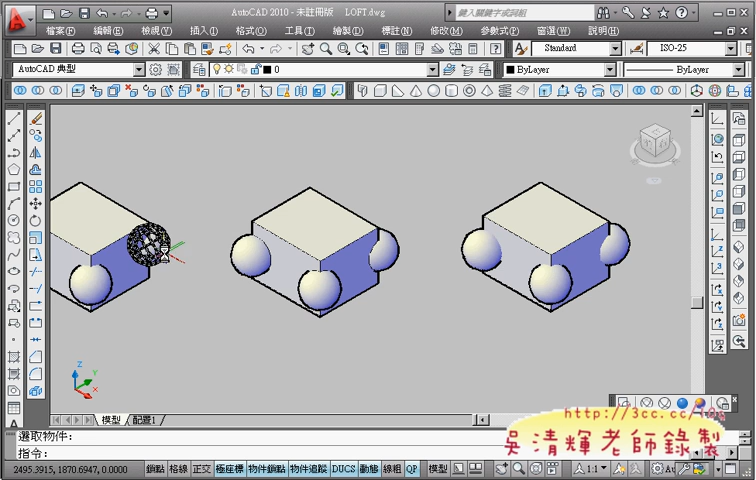 AutoCAD 2010 - 未註冊版 LOFT.dwg
鍵入關鍵字或詞組
檔案(F) 編輯(E) 檢視(V) 插入(I) 格式(O) 工具(T) 繪製(D) 標註(N) 修改(M) 參數式(P) 視窗(W) 說明(H)
Standard ISO-25
AutoCAD 典型 0 ByLayer ByLayer
Z Y X
模型 配置1
http://3cc.cc/10g
吳清輝老師錄製
選取物件:
指令:
2495.3915, 1870.6947, 0.0000 鎖點 格線 正交 極座標 物件鎖點 物件追蹤 DUCS 動態 線粗 QP 模型 1:1